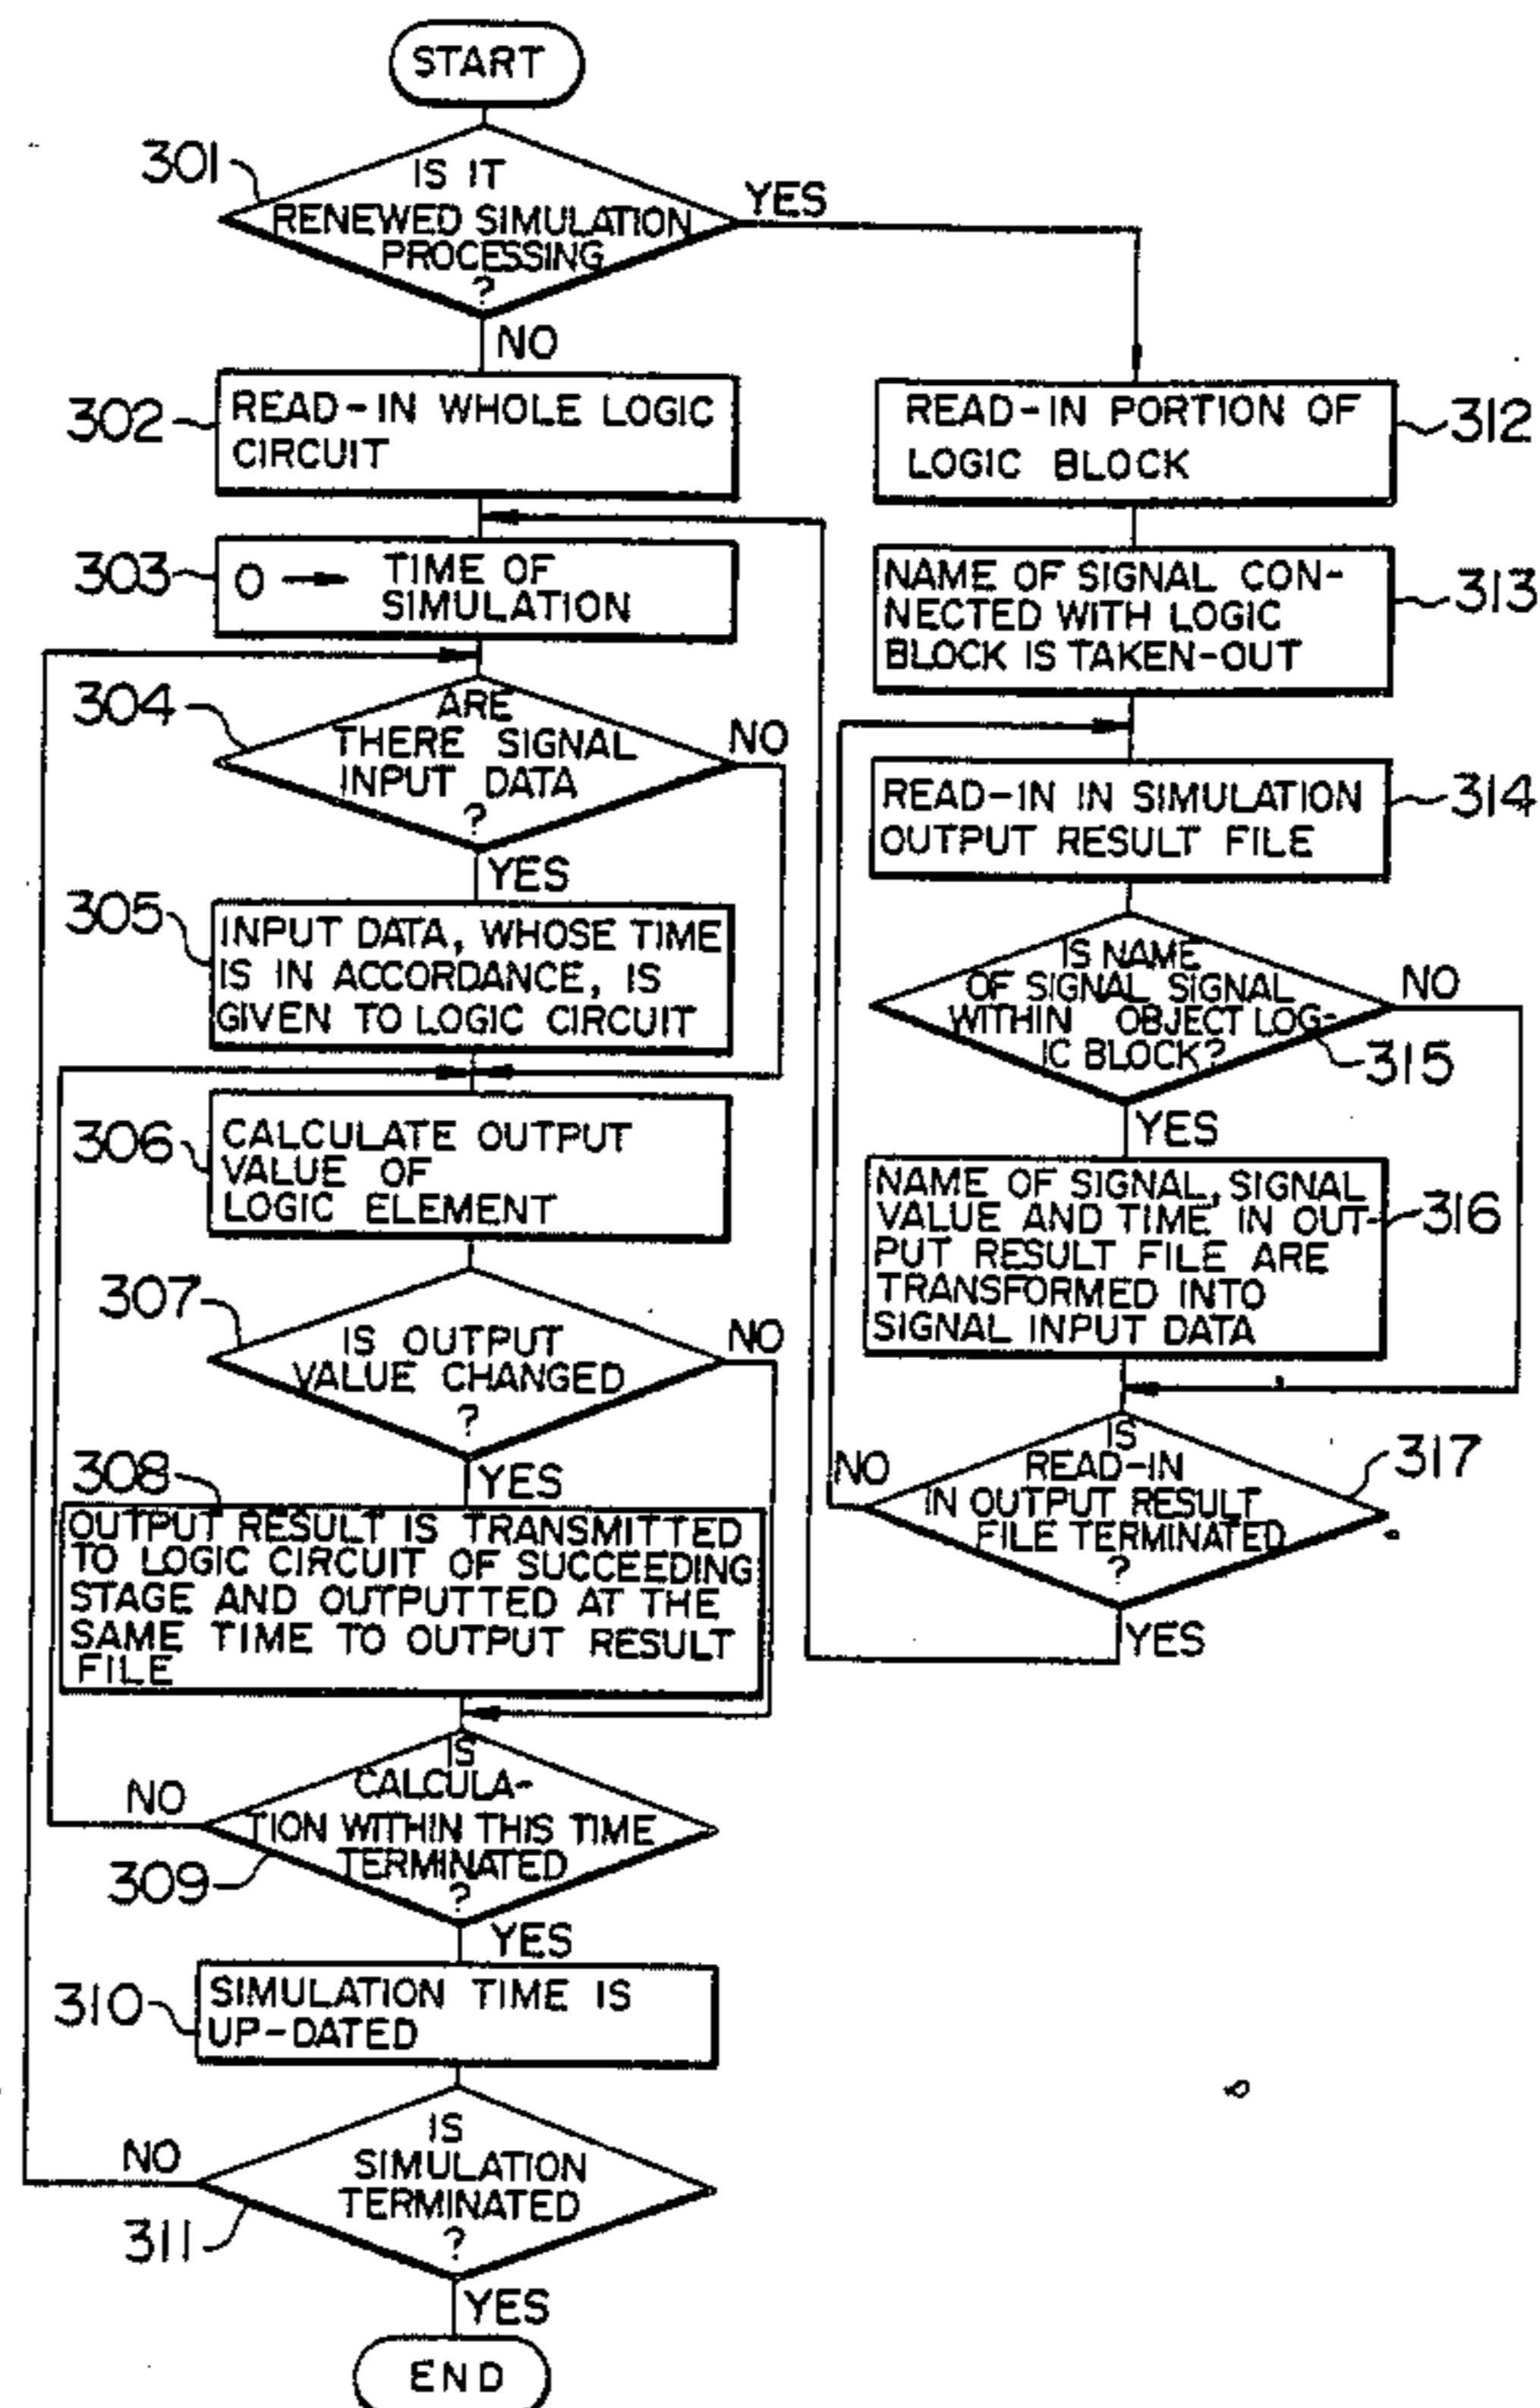 START
301
IS IT
RENEWED SIMULATION
PROCESSING
?
YES
NO
302
READ-IN WHOLE LOGIC
CIRCUIT
303
0 → TIME OF
SIMULATION
304
ARE
THERE SIGNAL
INPUT DATA
?
NO
YES
305
INPUT DATA, WHOSE TIME
IS IN ACCORDANCE, IS
GIVEN TO LOGIC CIRCUIT
306
CALCULATE OUTPUT
VALUE OF
LOGIC ELEMENT
307
IS OUTPUT
VALUE CHANGED
?
NO
YES
308
OUTPUT RESULT IS TRANSMITTED
TO LOGIC CIRCUIT OF SUCCEEDING
STAGE AND OUTPUTTED AT THE
SAME TIME TO OUTPUT RESULT
FILE
IS
CALCULA-
TION WITHIN THIS TIME
TERMINATED
?
NO
309
YES
310
SIMULATION TIME IS
UP-DATED
IS
SIMULATION
TERMINATED
?
NO
311
YES
END
READ-IN PORTION OF
LOGIC BLOCK
312
NAME OF SIGNAL CON-
NECTED WITH LOGIC
BLOCK IS TAKEN-OUT
313
READ-IN IN SIMULATION
OUTPUT RESULT FILE
314
IS NAME
OF SIGNAL SIGNAL
WITHIN OBJECT LOG-
IC BLOCK?
NO
315
YES
NAME OF SIGNAL, SIGNAL
VALUE AND TIME IN OUT-
PUT RESULT FILE ARE
TRANSFORMED INTO
SIGNAL INPUT DATA
316
IS
READ-IN
IN OUTPUT RESULT
FILE TERMINATED
?
317
NO
YES